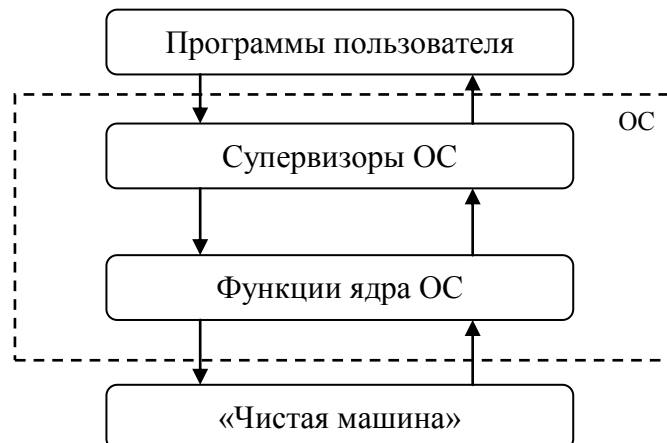 Программы пользователя
ОС
Супервизоры ОС
Функции ядра ОС
«Чистая машина»